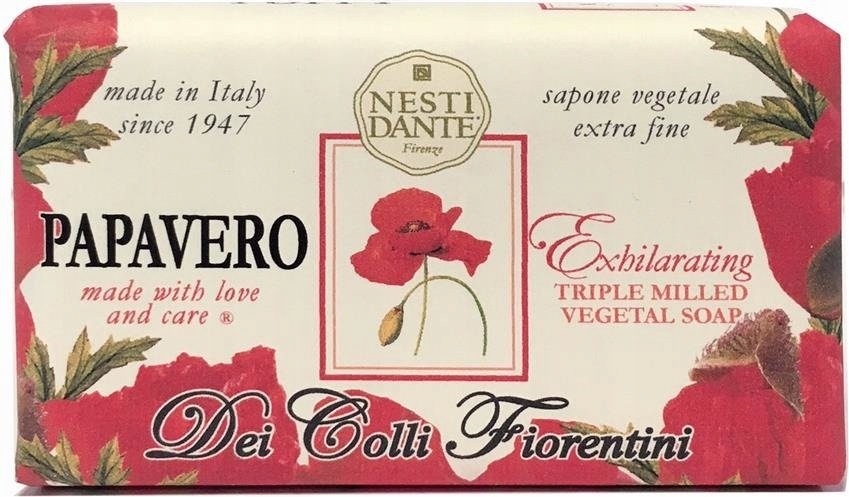 made in Italy
since 1947
NESTI
DANTE
Firenze
sapone vegetale
extra fine
PAPAVERO
made with love
and care ®
Exhilarating
TRIPLE MILLED
VEGETAL SOAP
Dei Colli Fiorentini